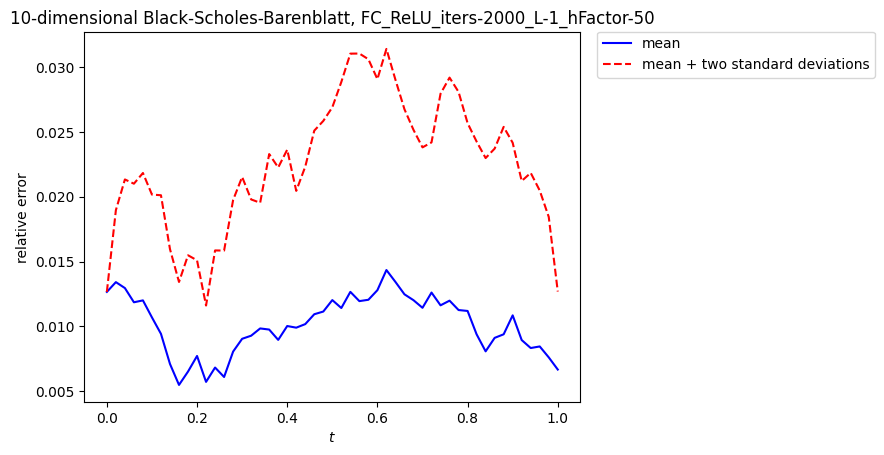 10-dimensional Black-Scholes-Barenblatt, FC_ReLU_iters-2000_L-1_hFactor-50
mean
mean + two standard deviations
relative error
0.030
0.025
0.020
0.015
0.010
0.005
0.0 0.2 0.4 0.6 0.8 1.0
t